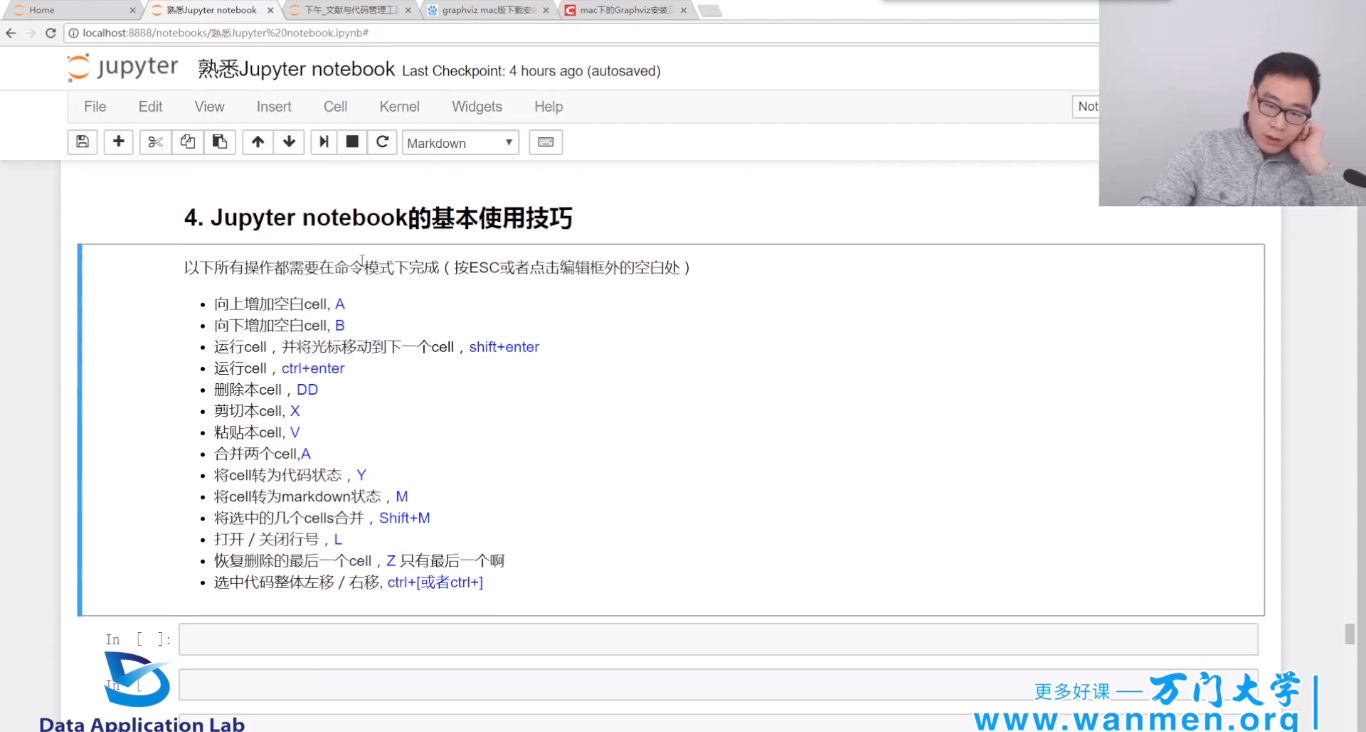 Home
熟悉Jupyter notebook
下午_文献与代码管理工
graphviz mac版下载安
mac下的Graphviz安装及
localhost:8888/notebooks/熟悉Jupyter%20notebook.ipynb#
jupyter 熟悉Jupyter notebook Last Checkpoint: 4 hours ago (autosaved)
File Edit View Insert Cell Kernel Widgets Help
Not
Markdown
4. Jupyter notebook的基本使用技巧
以下所有操作都需要在命令模式下完成（按ESC或者点击编辑框外的空白处）
向上增加空白cell, A
向下增加空白cell, B
运行cell，并将光标移动到下一个cell，shift+enter
运行cell，ctrl+enter
删除本cell，DD
剪切本cell, X
粘贴本cell, V
合并两个cell,A
将cell转为代码状态，Y
将cell转为markdown状态，M
将选中的几个cells合并，Shift+M
打开／关闭行号，L
恢复删除的最后一个cell，Z 只有最后一个啊
选中代码整体左移／右移, ctrl+[或者ctrl+]
In [ ]:
In [
Data Application Lab
更多好课 — 万门大学
www.wanmen.org